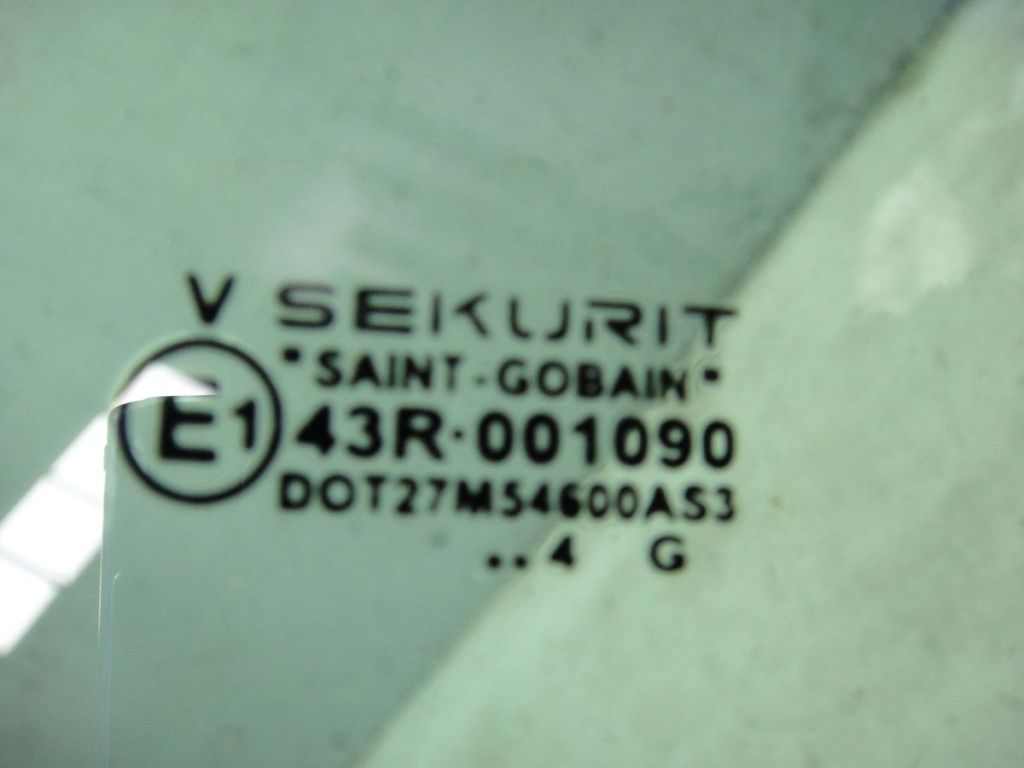 V SEKURIT
"SAINT-GOBAIN"
E1 43R-001090
DOT27M54600AS3
..4 G